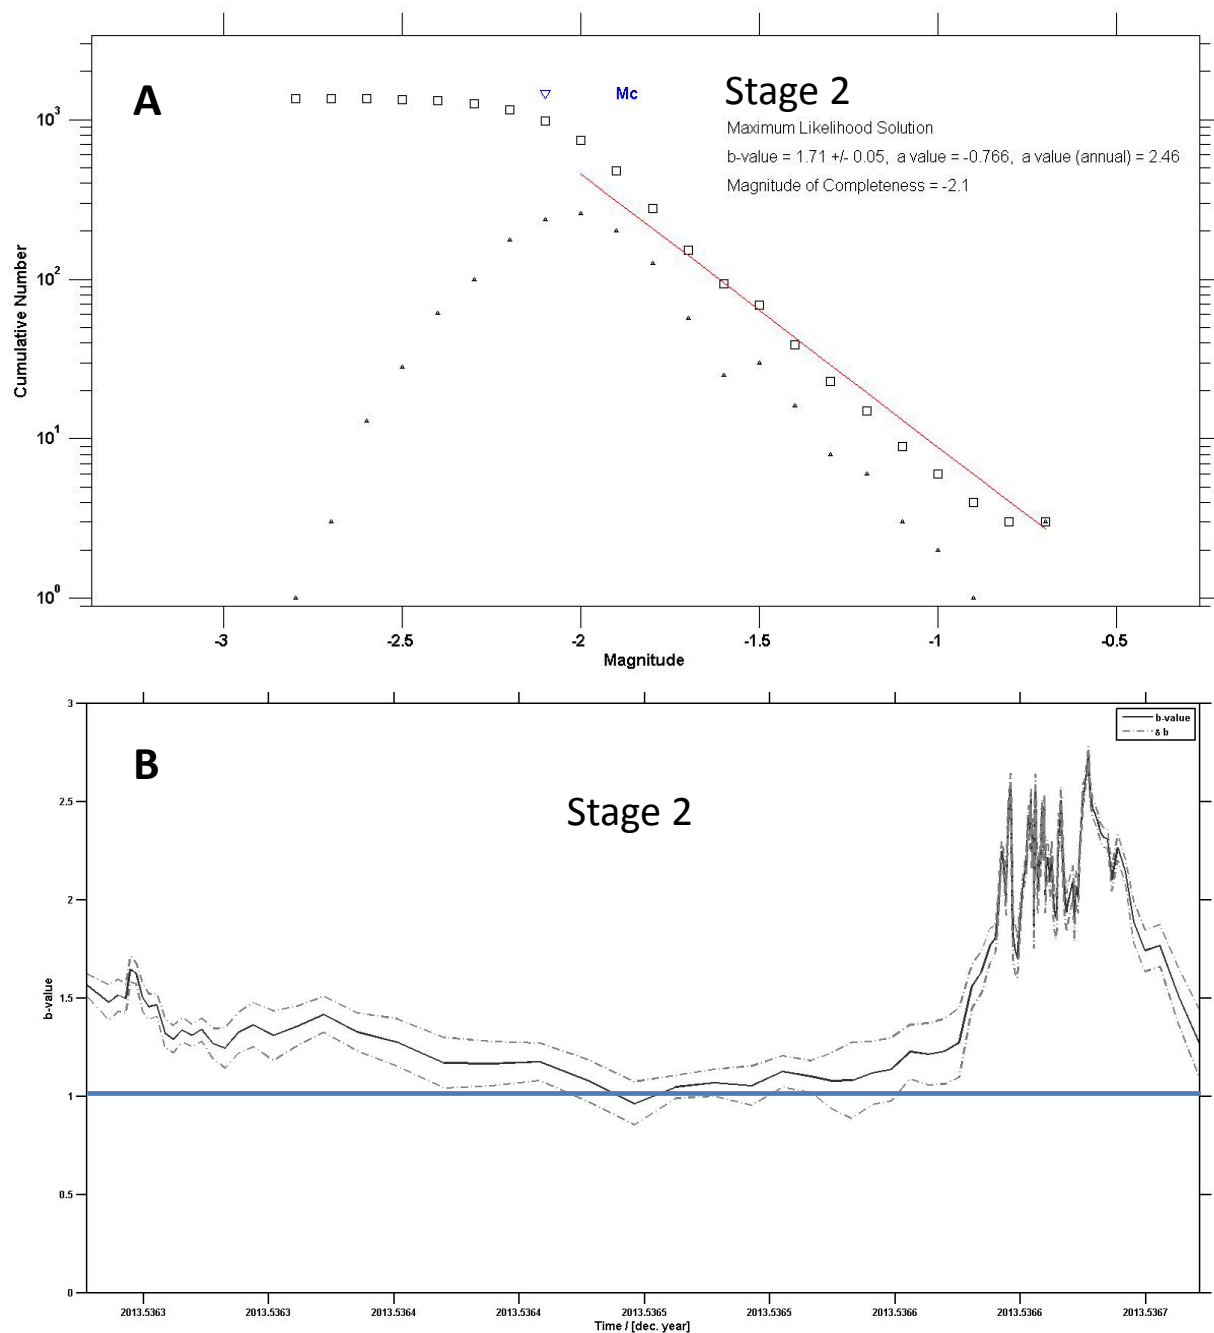 A
Mc
Stage 2
Maximum Likelihood Solution
b-value = 1.71 +/- 0.05, a value = -0.766, a value (annual) = 2.46
Magnitude of Completeness = -2.1
10³
10²
10¹
10⁰
Cumulative Number
-3 -2.5 -2 -1.5 -1 -0.5
Magnitude
B
Stage 2
b-value
δ b
3
2.5
2
1.5
1
0.5
0
b-value
2013.5363 2013.5363 2013.5364 2013.5364 2013.5365 2013.5365 2013.5366 2013.5366 2013.5367
Time / [dec. year]